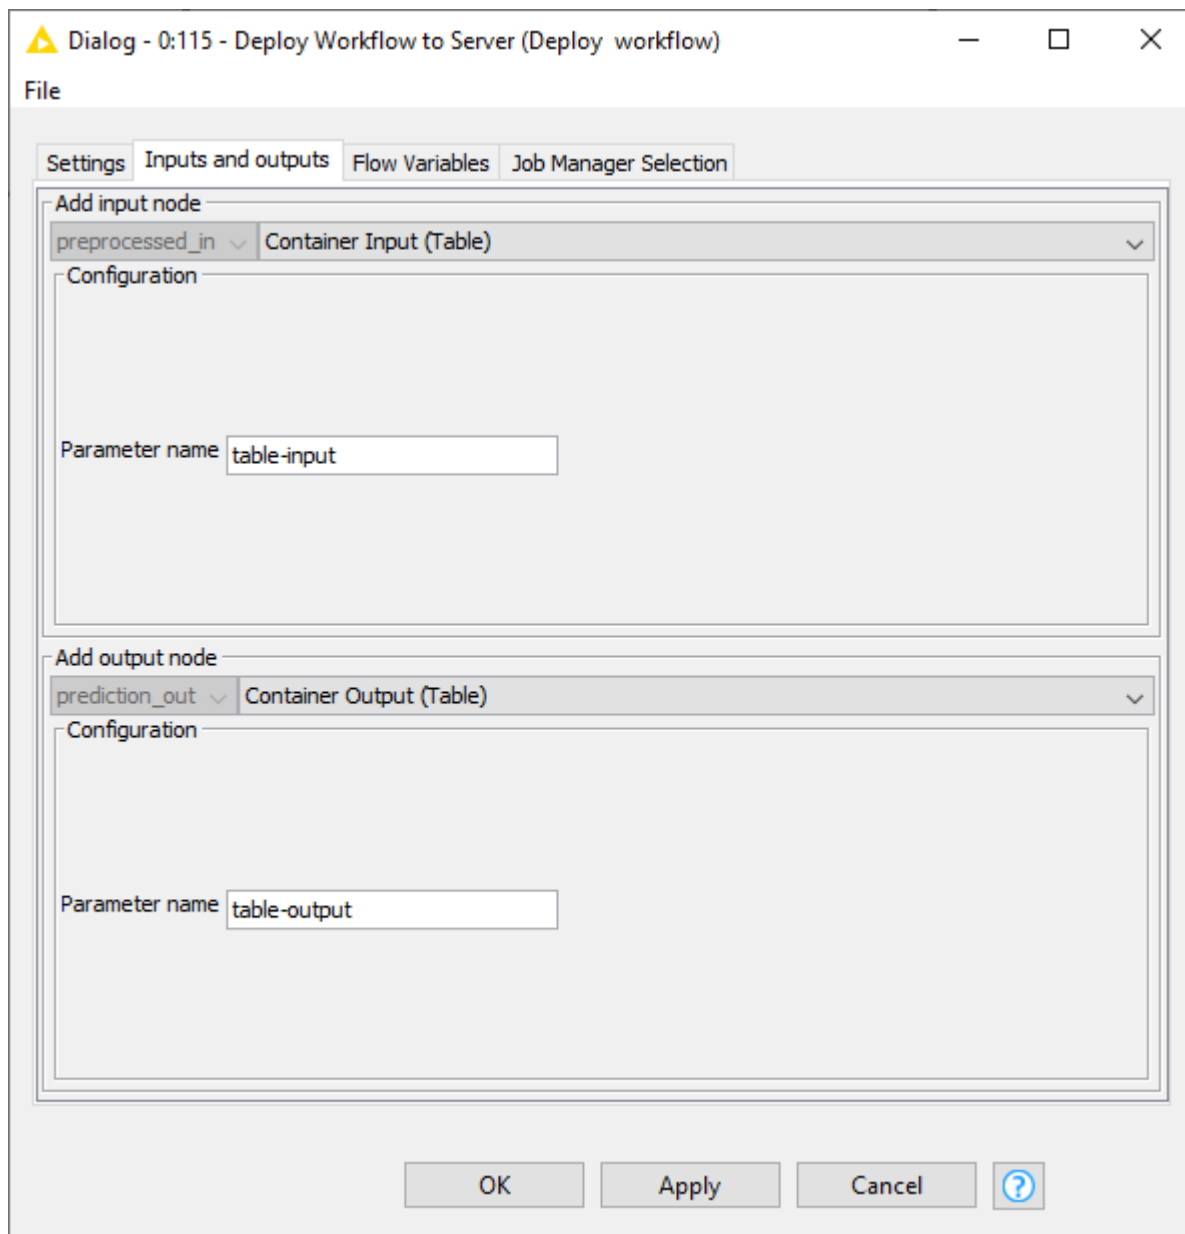 Dialog - 0:115 - Deploy Workflow to Server (Deploy  workflow)
File
Settings Inputs and outputs Flow Variables Job Manager Selection
Add input node
preprocessed_in Container Input (Table)
Configuration
Parameter name table-input
Add output node
prediction_out Container Output (Table)
Configuration
Parameter name table-output
OK Apply Cancel ?